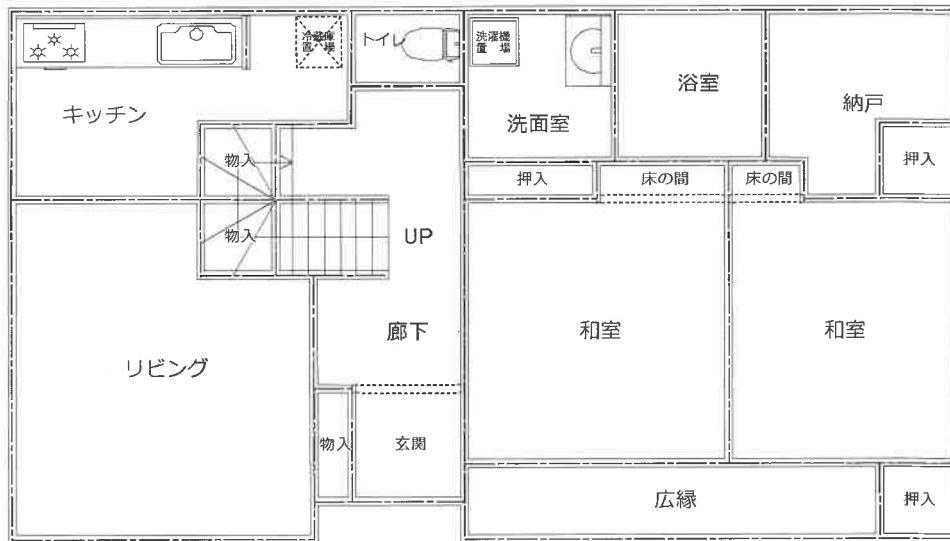 冷蔵庫
置　場
トイレ
洗濯機
置　場
浴室
納戸
キッチン
洗面室
物入
押入
押入
床の間
床の間
物入
UP
廊下
和室
和室
リビング
物入
玄関
広縁
押入